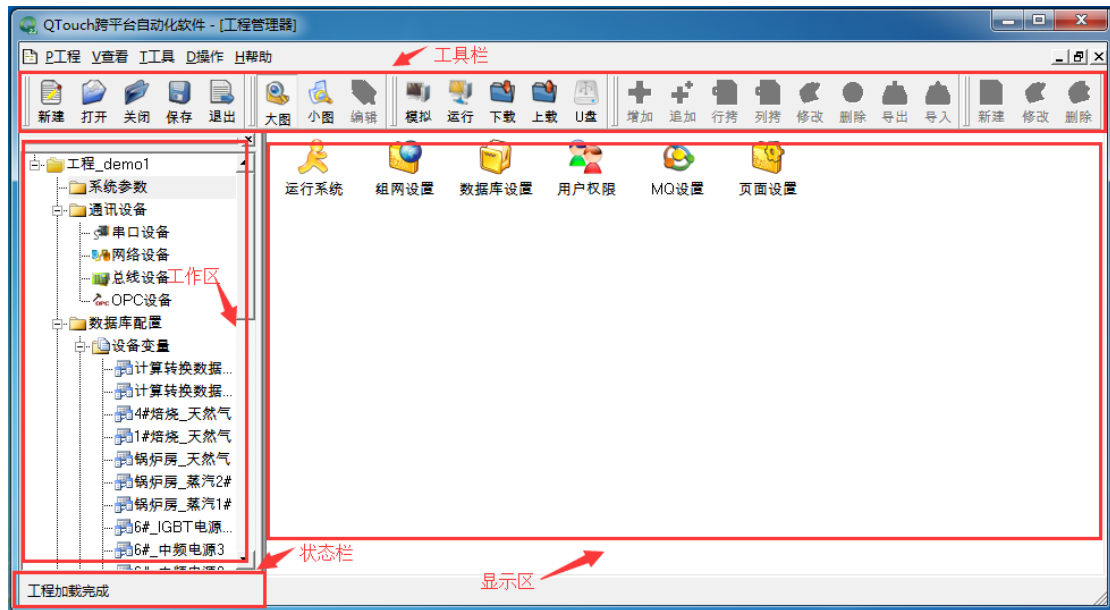 QTouch跨平台自动化软件 - [工程管理器]
P工程 V查看 I工具 D操作 H帮助
工具栏
新建 打开 关闭 保存 退出 大图 小图 编辑 模拟 运行 下载 上载 U盘 增加 追加 行拷 列拷 修改 删除 导出 导入 新建 修改 删除
工程_demo1
系统参数
通讯设备
串口设备
网络设备
总线设备
OPC设备
数据库配置
设备变量
计算转换数据...
计算转换数据...
4#焙烧_天然气
1#焙烧_天然气
锅炉房_天然气
锅炉房_蒸汽2#
锅炉房_蒸汽1#
6#_IGBT电源...
6#_中频电源3
工作区
运行系统 组网设置 数据库设置 用户权限 MQ设置 页面设置
状态栏
显示区
工程加载完成